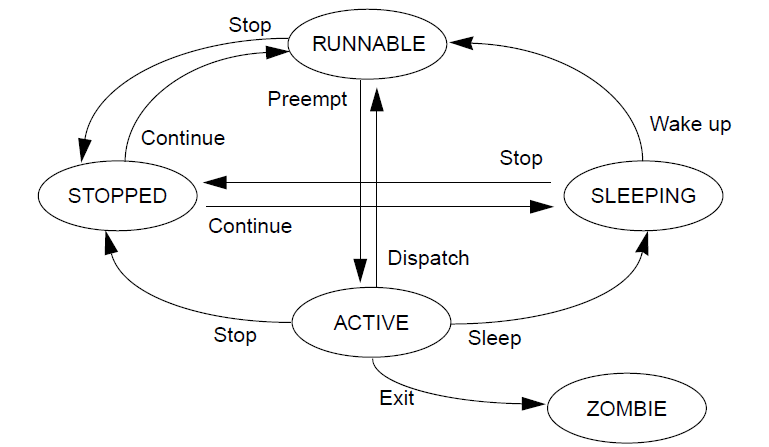 Stop
RUNNABLE
Preempt
Continue
Wake up
Stop
STOPPED
SLEEPING
Continue
Dispatch
ACTIVE
Stop
Sleep
Exit
ZOMBIE